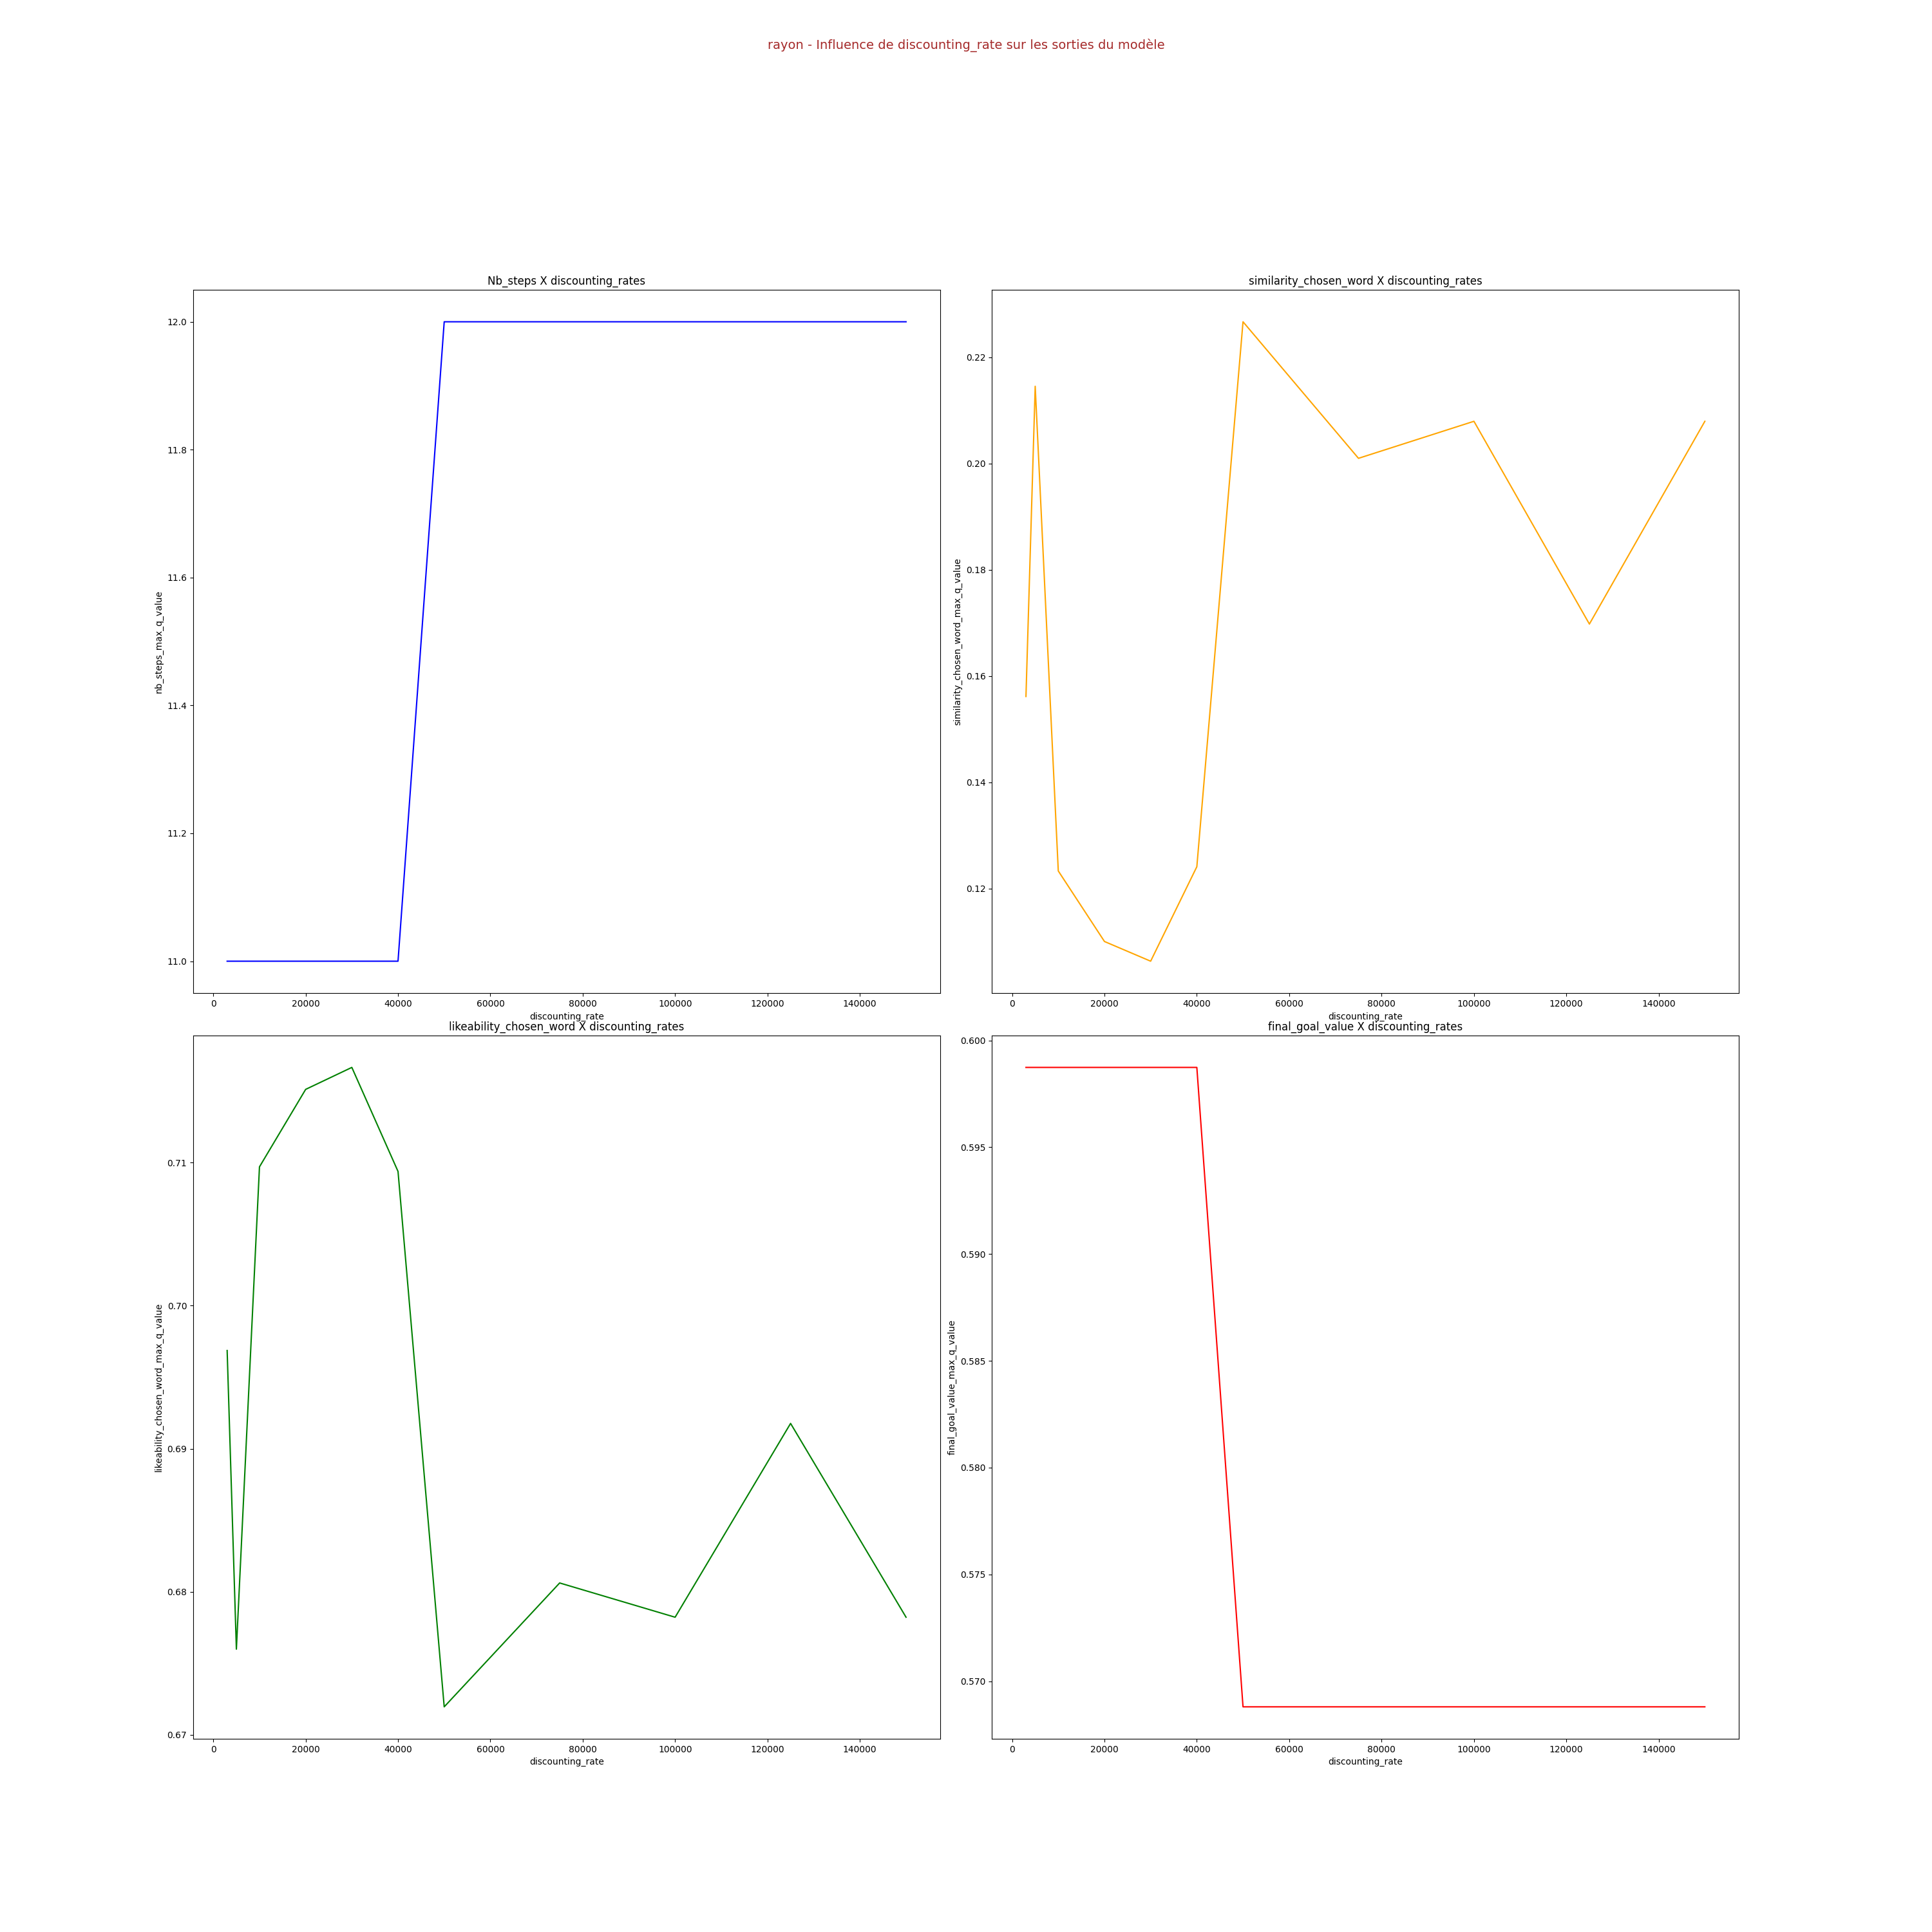 rayon - Influence de discounting_rate sur les sorties du modèle
Nb_steps X discounting_rates
12.0
11.8
11.6
11.4
11.2
11.0
nb_steps_max_q_value
0 20000 40000 60000 80000 100000 120000 140000
discounting_rate
similarity_chosen_word X discounting_rates
0.22
0.20
0.18
0.16
0.14
0.12
similarity_chosen_word_max_q_value
0 20000 40000 60000 80000 100000 120000 140000
discounting_rate
likeability_chosen_word X discounting_rates
0.71
0.70
0.69
0.68
0.67
likeability_chosen_word_max_q_value
0 20000 40000 60000 80000 100000 120000 140000
discounting_rate
final_goal_value X discounting_rates
0.600
0.595
0.590
0.585
0.580
0.575
0.570
final_goal_value_max_q_value
0 20000 40000 60000 80000 100000 120000 140000
discounting_rate